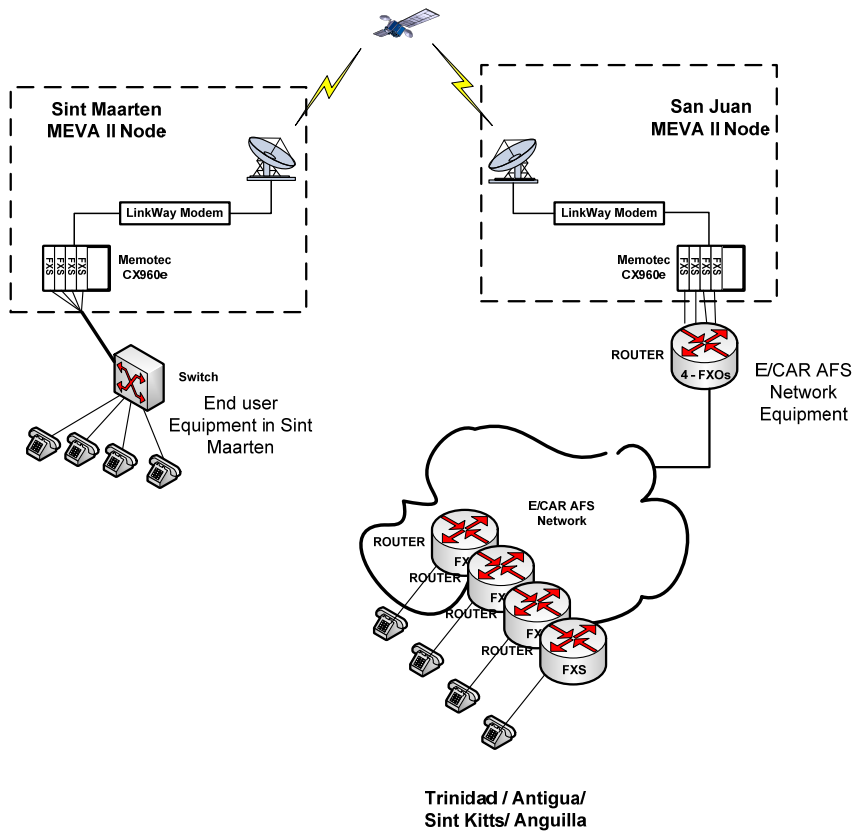 Sint Maarten
MEVA II Node
San Juan
MEVA II Node
LinkWay Modem
LinkWay Modem
FXS
FXS
FXS
FXS
Memotec
CX960e
Memotec
CX960e
FXS
FXS
FXS
FXS
ROUTER
4 - FXOs
E/CAR AFS
Network
Equipment
Switch
End user
Equipment in Sint
Maarten
E/CAR AFS
Network
ROUTER
FX
ROUTER
FX
ROUTER
FX
ROUTER
FXS
Trinidad / Antigua/
Sint Kitts/ Anguilla